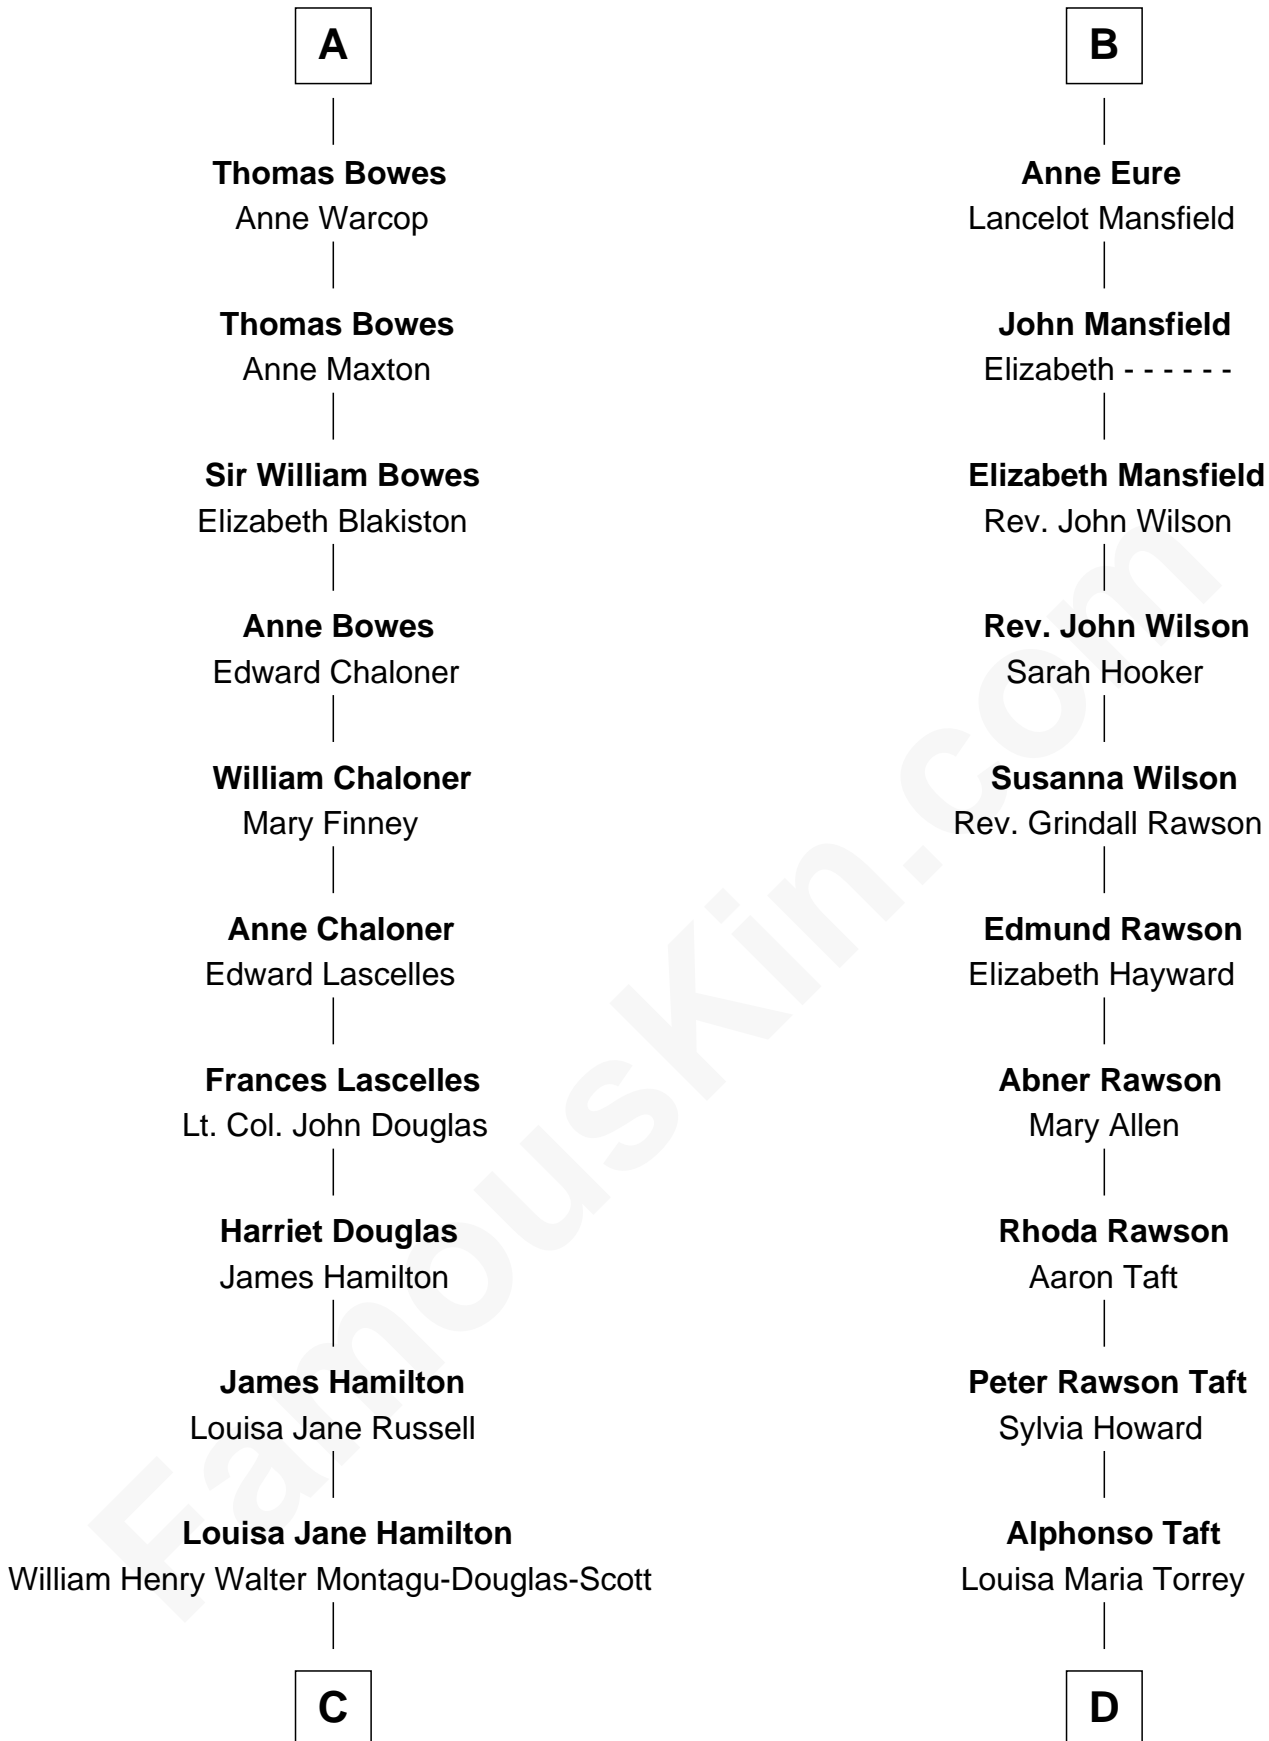 A
Thomas Bowes
Anne Warcop
Thomas Bowes
Anne Maxton
Sir William Bowes
Elizabeth Blakiston
Anne Bowes
Edward Chaloner
William Chaloner
Mary Finney
Anne Chaloner
Edward Lascelles
Frances Lascelles
Lt. Col. John Douglas
Harriet Douglas
James Hamilton
James Hamilton
Louisa Jane Russell
Louisa Jane Hamilton
William Henry Walter Montagu-Douglas-Scott
C
B
Anne Eure
Lancelot Mansfield
John Mansfield
Elizabeth - - - - - -
Elizabeth Mansfield
Rev. John Wilson
Rev. John Wilson
Sarah Hooker
Susanna Wilson
Rev. Grindall Rawson
Edmund Rawson
Elizabeth Hayward
Abner Rawson
Mary Allen
Rhoda Rawson
Aaron Taft
Peter Rawson Taft
Sylvia Howard
Alphonso Taft
Louisa Maria Torrey
D
FamousKin.com